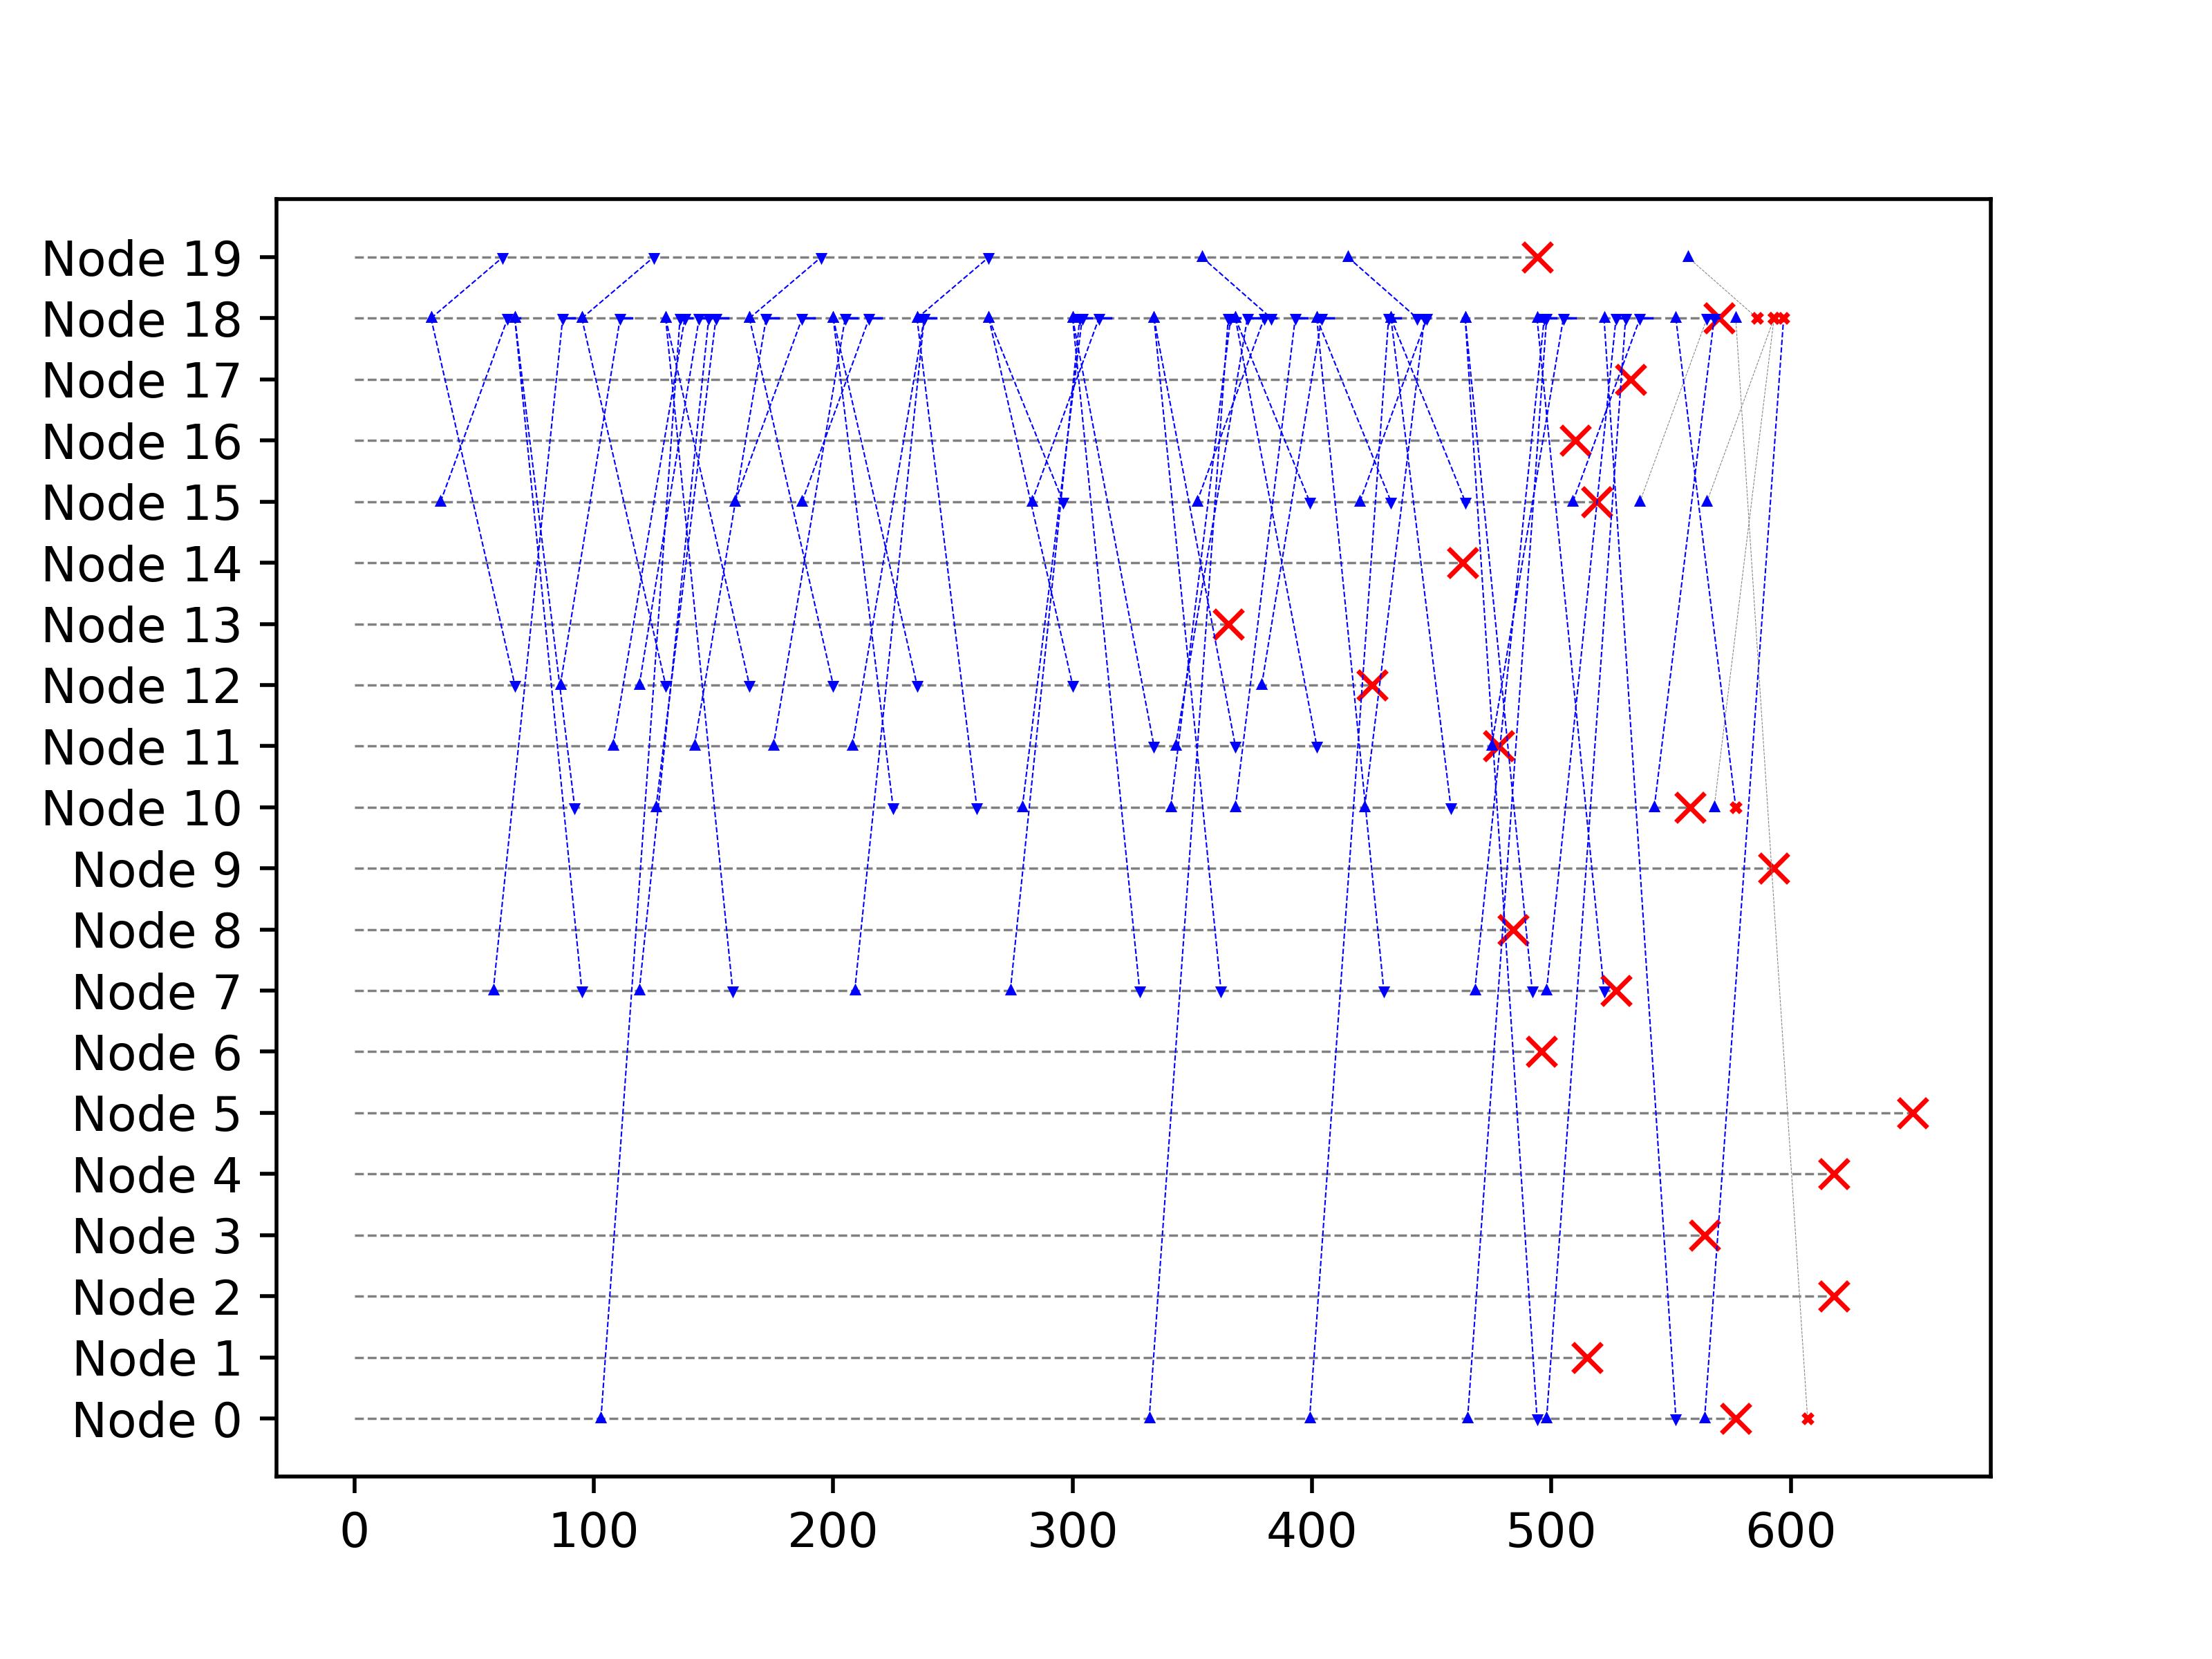 Node 19
Node 18
Node 17
Node 16
Node 15
Node 14
Node 13
Node 12
Node 11
Node 10
Node 9
Node 8
Node 7
Node 6
Node 5
Node 4
Node 3
Node 2
Node 1
Node 0
0 100 200 300 400 500 600